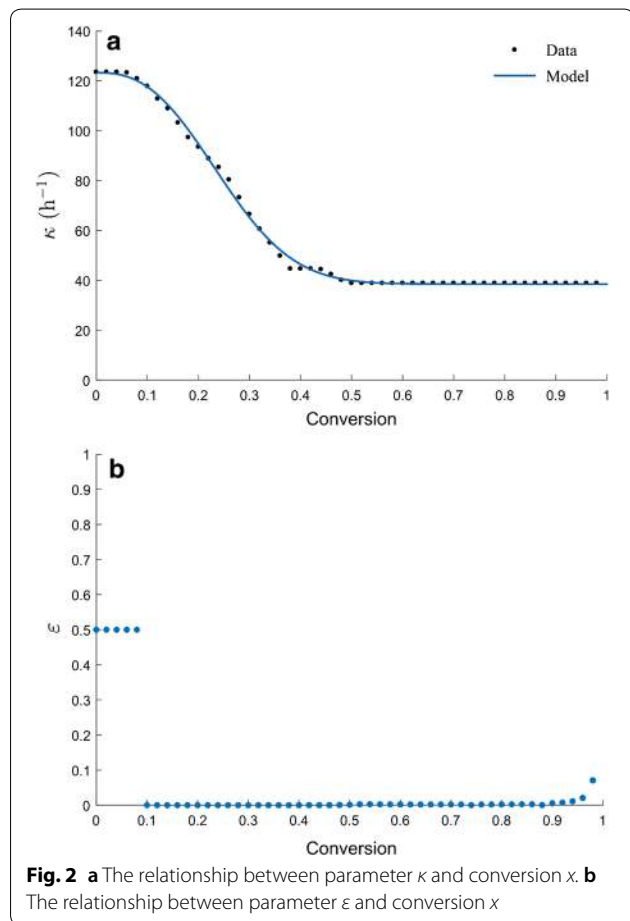 a
Data
Model
140
120
100
80
60
40
20
0
κ (h⁻¹)
0 0.1 0.2 0.3 0.4 0.5 0.6 0.7 0.8 0.9 1
Conversion
b
1
0.9
0.8
0.7
0.6
0.5
0.4
0.3
0.2
0.1
0
ε
0 0.1 0.2 0.3 0.4 0.5 0.6 0.7 0.8 0.9 1
Conversion
Fig. 2 a The relationship between parameter κ and conversion x. b
The relationship between parameter ε and conversion x